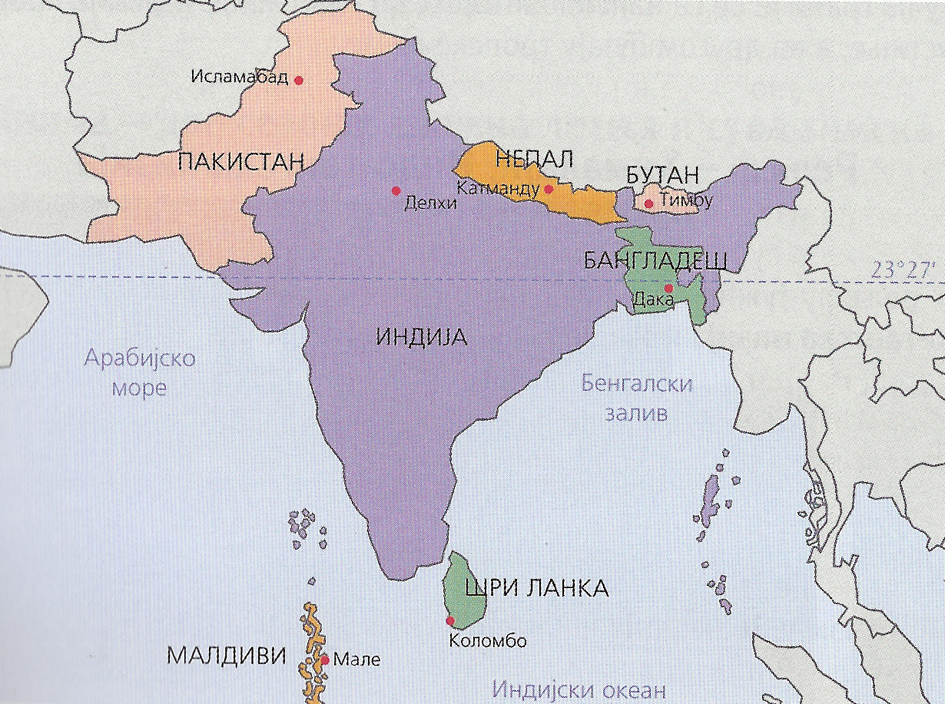 Исламабад
ПАКИСТАН
НЕПАЛ
Катманду
БУТАН
Тимбу
Делхи
БАНГЛАДЕШ
23°27'
Дака
ИНДИЈА
Арабијско
море
Бенгалски
залив
ШРИ ЛАНКА
Коломбо
МАЛДИВИ
Мале
Индијски океан